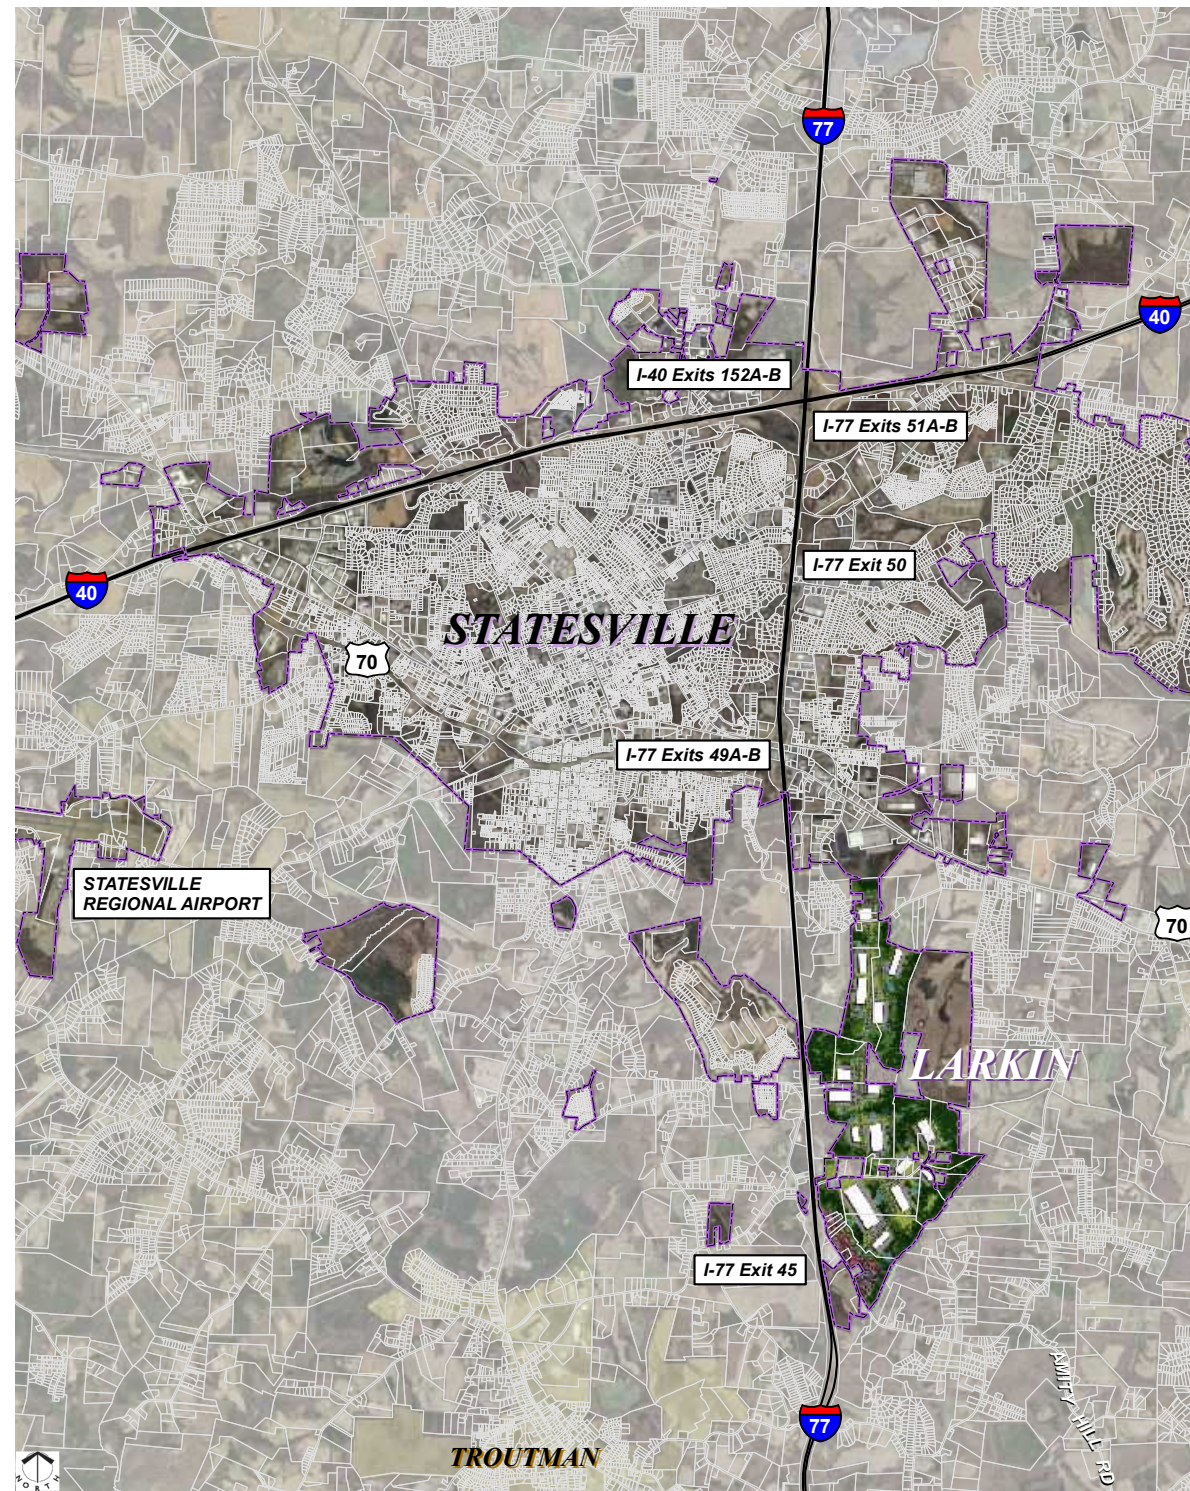 77
40
I-40 Exits 152A-B
I-77 Exits 51A-B
I-77 Exit 50
40
STATESVILLE
70
I-77 Exits 49A-B
STATESVILLE
REGIONAL AIRPORT
70
LARKIN
I-77 Exit 45
AMITY HILL RD
77
TROUTMAN
NORTH